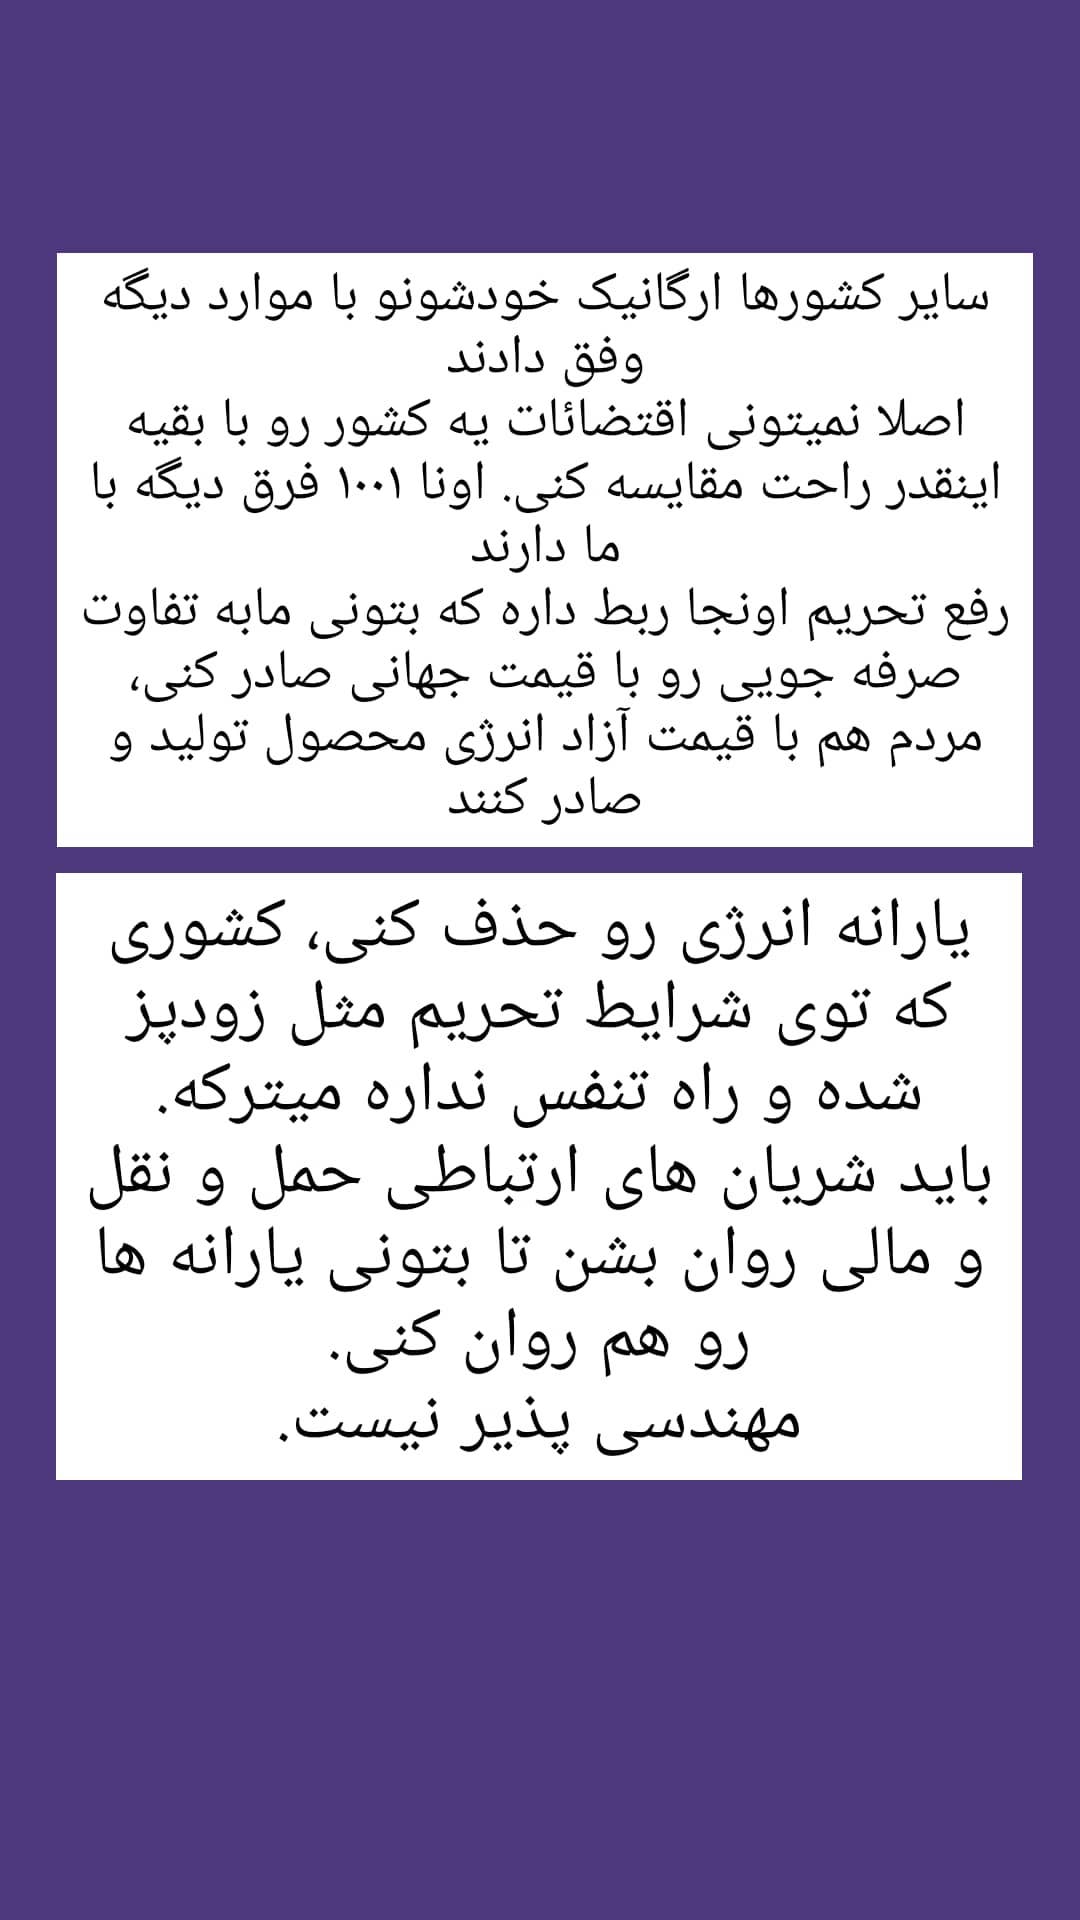 سایر کشورها ارگانیک خودشونو با موارد دیگه
وفق دادند
اصلا نمیتونی اقتضائات یه کشور رو با بقیه
اینقدر راحت مقایسه کنی. اونا ۱۰۰۱ فرق دیگه با
ما دارند
رفع تحریم اونجا ربط داره که بتونی مابه تفاوت
صرفه جویی رو با قیمت جهانی صادر کنی،
مردم هم با قیمت آزاد انرژی محصول تولید و
صادر کنند
یارانه انرژی رو حذف کنی، کشوری
که توی شرایط تحریم مثل زودپز
شده و راه تنفس نداره میترکه.
باید شریان های ارتباطی حمل و نقل
و مالی روان بشن تا بتونی یارانه ها
رو هم روان کنی.
مهندسی پذیر نیست.